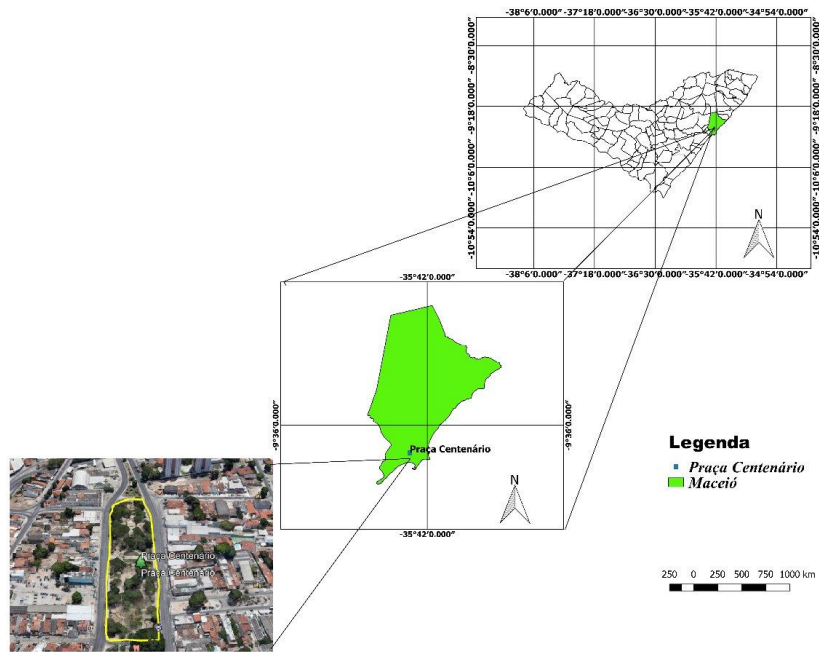 -38°6′0.000″ -37°18′0.000″ -36°30′0.000″ -35°42′0.000″ -34°54′0.000″
-8°30′0.000″
-9°18′0.000″
-10°6′0.000″
-10°54′0.000″
-8°30′0.000″
-9°18′0.000″
-10°6′0.000″
-10°54′0.000″
N
-38°6′0.000″ -37°18′0.000″ -36°30′0.000″ -35°42′0.000″ -34°54′0.000″
-35°42′0.000″
-9°36′0.000″
-9°36′0.000″
Praça Centenário
N
-35°42′0.000″
Legenda
Praça Centenário
Maceió
250 0 250 500 750 1000 km
Praça Centenário
Praça Centenário